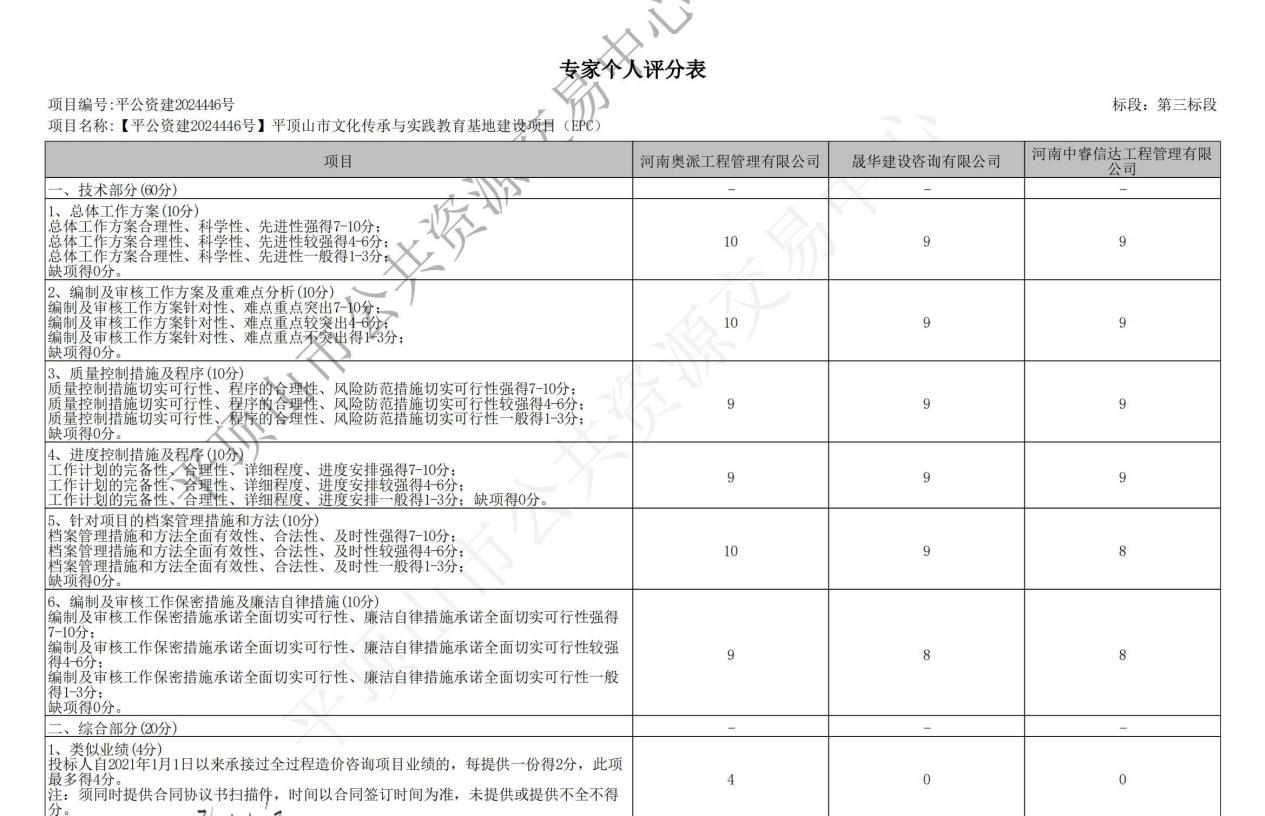 专家个人评分表
项目编号:平公资建2024446号
标段：第三标段
项目名称:【平公资建2024446号】平顶山市文化传承与实践教育基地建设项目（EPC）
项目
河南奥派工程管理有限公司
晟华建设咨询有限公司
河南中睿信达工程管理有限
公司
一、技术部分(60分)
-
-
-
1、总体工作方案(10分)
总体工作方案合理性、科学性、先进性强得7-10分；
总体工作方案合理性、科学性、先进性较强得4-6分；
总体工作方案合理性、科学性、先进性一般得1-3分；
缺项得0分。
10
9
9
2、编制及审核工作方案及重难点分析(10分)
编制及审核工作方案针对性、难点重点突出7-10分；
编制及审核工作方案针对性、难点重点较突出4-6分；
编制及审核工作方案针对性、难点重点不突出得1-3分；
缺项得0分。
10
9
9
3、质量控制措施及程序(10分)
质量控制措施切实可行性、程序的合理性、风险防范措施切实可行性强得7-10分；
质量控制措施切实可行性、程序的合理性、风险防范措施切实可行性较强得4-6分；
质量控制措施切实可行性、程序的合理性、风险防范措施切实可行性一般得1-3分；
缺项得0分。
9
9
9
4、进度控制措施及程序(10分)
工作计划的完备性、合理性、详细程度、进度安排强得7-10分；
工作计划的完备性、合理性、详细程度、进度安排较强得4-6分；
工作计划的完备性、合理性、详细程度、进度安排一般得1-3分；缺项得0分。
9
9
9
5、针对项目的档案管理措施和方法(10分)
档案管理措施和方法全面有效性、合法性、及时性强得7-10分；
档案管理措施和方法全面有效性、合法性、及时性较强得4-6分；
档案管理措施和方法全面有效性、合法性、及时性一般得1-3分；
缺项得0分。
10
9
8
6、编制及审核工作保密措施及廉洁自律措施(10分)
编制及审核工作保密措施承诺全面切实可行性、廉洁自律措施承诺全面切实可行性强得
7-10分；
编制及审核工作保密措施承诺全面切实可行性、廉洁自律措施承诺全面切实可行性较强
得4-6分；
编制及审核工作保密措施承诺全面切实可行性、廉洁自律措施承诺全面切实可行性一般
得1-3分；
缺项得0分。
9
8
8
二、综合部分(20分)
-
-
-
1、类似业绩(4分)
投标人自2021年1月1日以来承接过全过程造价咨询项目业绩的，每提供一份得2分，此项
最多得4分。
注：须同时提供合同协议书扫描件，时间以合同签订时间为准，未提供或提供不全不得
分。
4
0
0
平顶山市公共资源交易中心
平顶山市公共资源交易中心